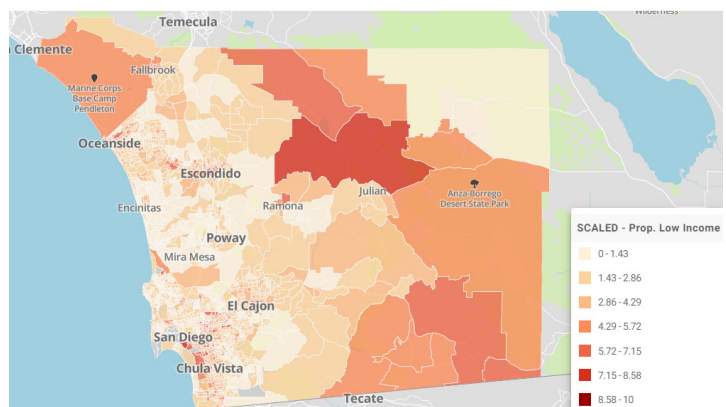 Temecula
Wilderness
n Clemente
Fallbrook
Marine Corps
Base Camp
Pendleton
Oceanside
Escondido
Julian
Anza-Borrego
Desert State Park
Encinitas
Ramona
Poway
SCALED - Prop. Low Income
Mira Mesa
0 - 1.43
1.43 - 2.86
2.86 - 4.29
El Cajon
4.29 - 5.72
San Diego
5.72 - 7.15
Chula Vista
7.15 - 8.58
Tecate
8.58 - 10